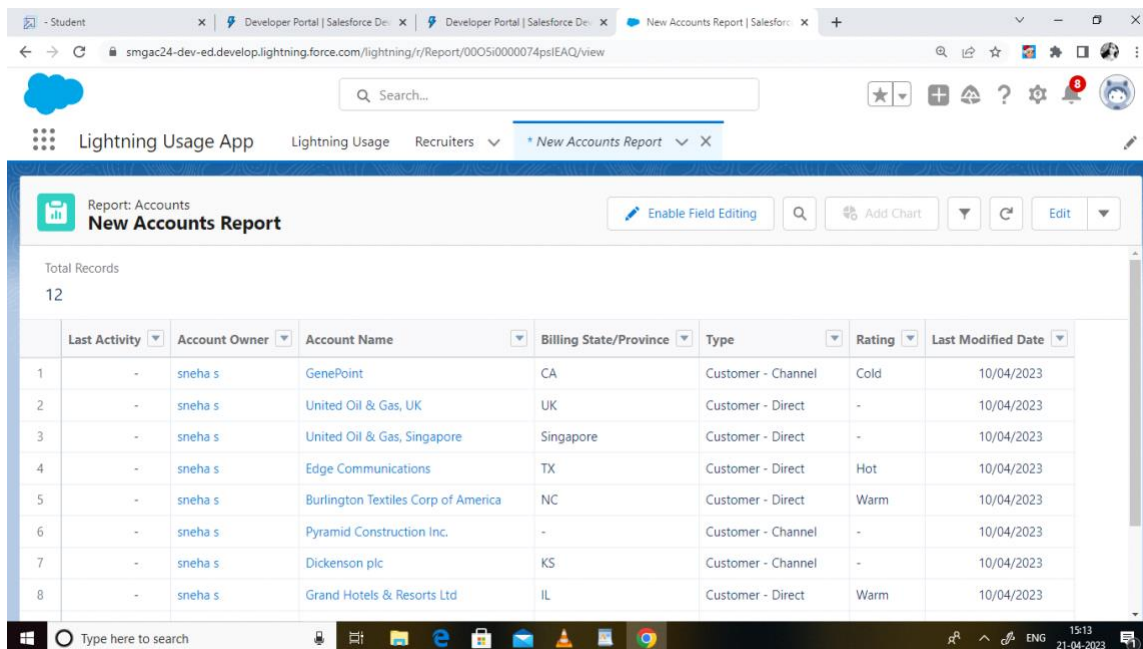 - Student
Developer Portal | Salesforce De
Developer Portal | Salesforce De
New Accounts Report | Salesforc
smgac24-dev-ed.develop.lightning.force.com/lightning/r/Report/00O5i0000074psIEAQ/view
Search...
8
Lightning Usage App
Lightning Usage
Recruiters
* New Accounts Report
Report: Accounts
New Accounts Report
Enable Field Editing
Add Chart
Edit
Total Records
12
Last Activity Account Owner Account Name Billing State/Province Type Rating Last Modified Date
1 - sneha s GenePoint CA Customer - Channel Cold 10/04/2023
2 - sneha s United Oil & Gas, UK UK Customer - Direct - 10/04/2023
3 - sneha s United Oil & Gas, Singapore Singapore Customer - Direct - 10/04/2023
4 - sneha s Edge Communications TX Customer - Direct Hot 10/04/2023
5 - sneha s Burlington Textiles Corp of America NC Customer - Direct Warm 10/04/2023
6 - sneha s Pyramid Construction Inc. - Customer - Channel - 10/04/2023
7 - sneha s Dickenson plc KS Customer - Channel - 10/04/2023
8 - sneha s Grand Hotels & Resorts Ltd IL Customer - Direct Warm 10/04/2023
Type here to search
ENG
15:13
21-04-2023